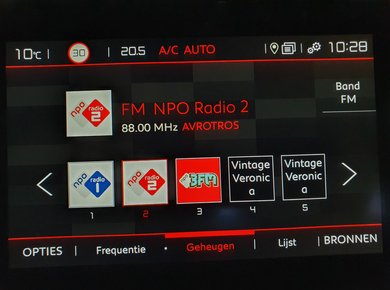 10°C | 30 | 20.5 A/C AUTO | 10:28
npo radio 2
FM NPO Radio 2
88.00 MHz AVROTROS
Band
FM
npo radio 1
npo radio 2
3FM
Vintage
Veronic
a
Vintage
Veronic
a
1 2 3 4 5
OPTIES | Frequentie • Geheugen | Lijst | BRONNEN